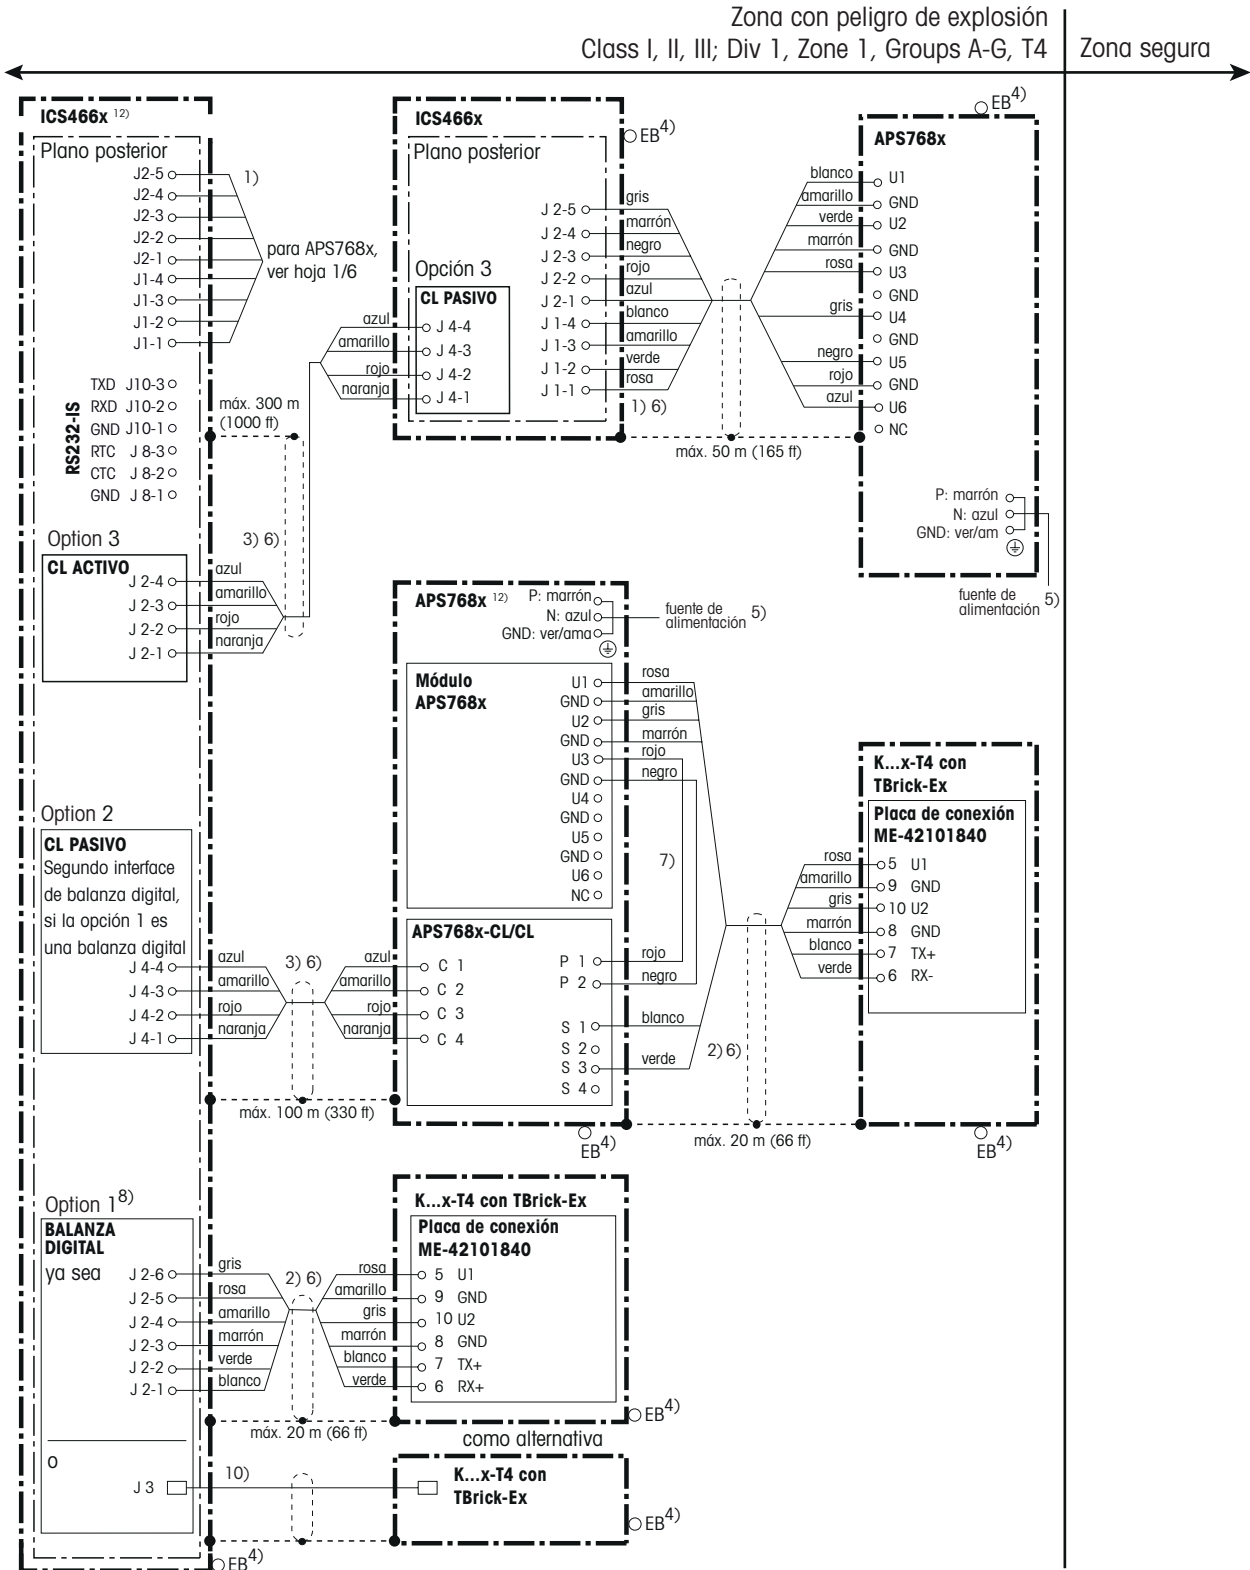 Zona con peligro de explosión
Class I, II, III; Div 1, Zone 1, Groups A-G, T4
Zona segura
ICS466x 12)
Plano posterior
J2-5
J2-4
J2-3
J2-2
J2-1
J1-4
J1-3
J1-2
J1-1
1)
para APS768x,
ver hoja 1/6
RS232-IS
TXD J10-3
RXD J10-2
GND J10-1
RTC J 8-3
CTC J 8-2
GND J 8-1
máx. 300 m
(1000 ft)
3) 6)
Option 3
CL ACTIVO
J 2-4 azul
J 2-3 amarillo
J 2-2 rojo
J 2-1 naranja
ICS466x
EB4)
Plano posterior
Opción 3
CL PASIVO
azul J 4-4
amarillo J 4-3
rojo J 4-2
naranja J 4-1
J 2-5 gris
J 2-4 marrón
J 2-3 negro
J 2-2 rojo
J 2-1 azul
J 1-4 blanco
J 1-3 amarillo
J 1-2 verde
J 1-1 rosa
1) 6)
máx. 50 m (165 ft)
EB4)
APS768x
blanco U1
amarillo GND
verde U2
marrón GND
rosa U3
GND
gris U4
GND
negro U5
rojo GND
azul U6
NC
P: marrón
N: azul
GND: ver/am
fuente de
alimentación 5)
APS768x 12)
P: marrón
N: azul
GND: ver/ama
fuente de
alimentación 5)
Módulo
APS768x
U1 rosa
GND amarillo
U2 gris
GND marrón
U3 rojo
GND negro
U4
GND
U5
GND
U6
NC
7)
APS768x-CL/CL
azul C 1
amarillo C 2
rojo C 3
naranja C 4
P 1 rojo
P 2 negro
S 1 blanco
S 2
S 3 verde
S 4
2) 6)
EB4)
máx. 20 m (66 ft)
K...x-T4 con
TBrick-Ex
Placa de conexión
ME-42101840
rosa 5 U1
amarillo 9 GND
gris 10 U2
marrón 8 GND
blanco 7 TX+
verde 6 RX-
EB4)
Option 2
CL PASIVO
Segundo interface
de balanza digital,
si la opción 1 es
una balanza digital
J 4-4 azul
J 4-3 amarillo
J 4-2 rojo
J 4-1 naranja
3) 6)
máx. 100 m (330 ft)
Option 18)
BALANZA
DIGITAL
ya sea
J 2-6 gris
J 2-5 rosa
J 2-4 amarillo
J 2-3 marrón
J 2-2 verde
J 2-1 blanco
2) 6)
máx. 20 m (66 ft)
K...x-T4 con TBrick-Ex
Placa de conexión
ME-42101840
rosa 5 U1
amarillo 9 GND
gris 10 U2
marrón 8 GND
blanco 7 TX+
verde 6 RX+
EB4)
como alternativa
o
J 3
10)
K...x-T4 con
TBrick-Ex
EB4)
EB4)